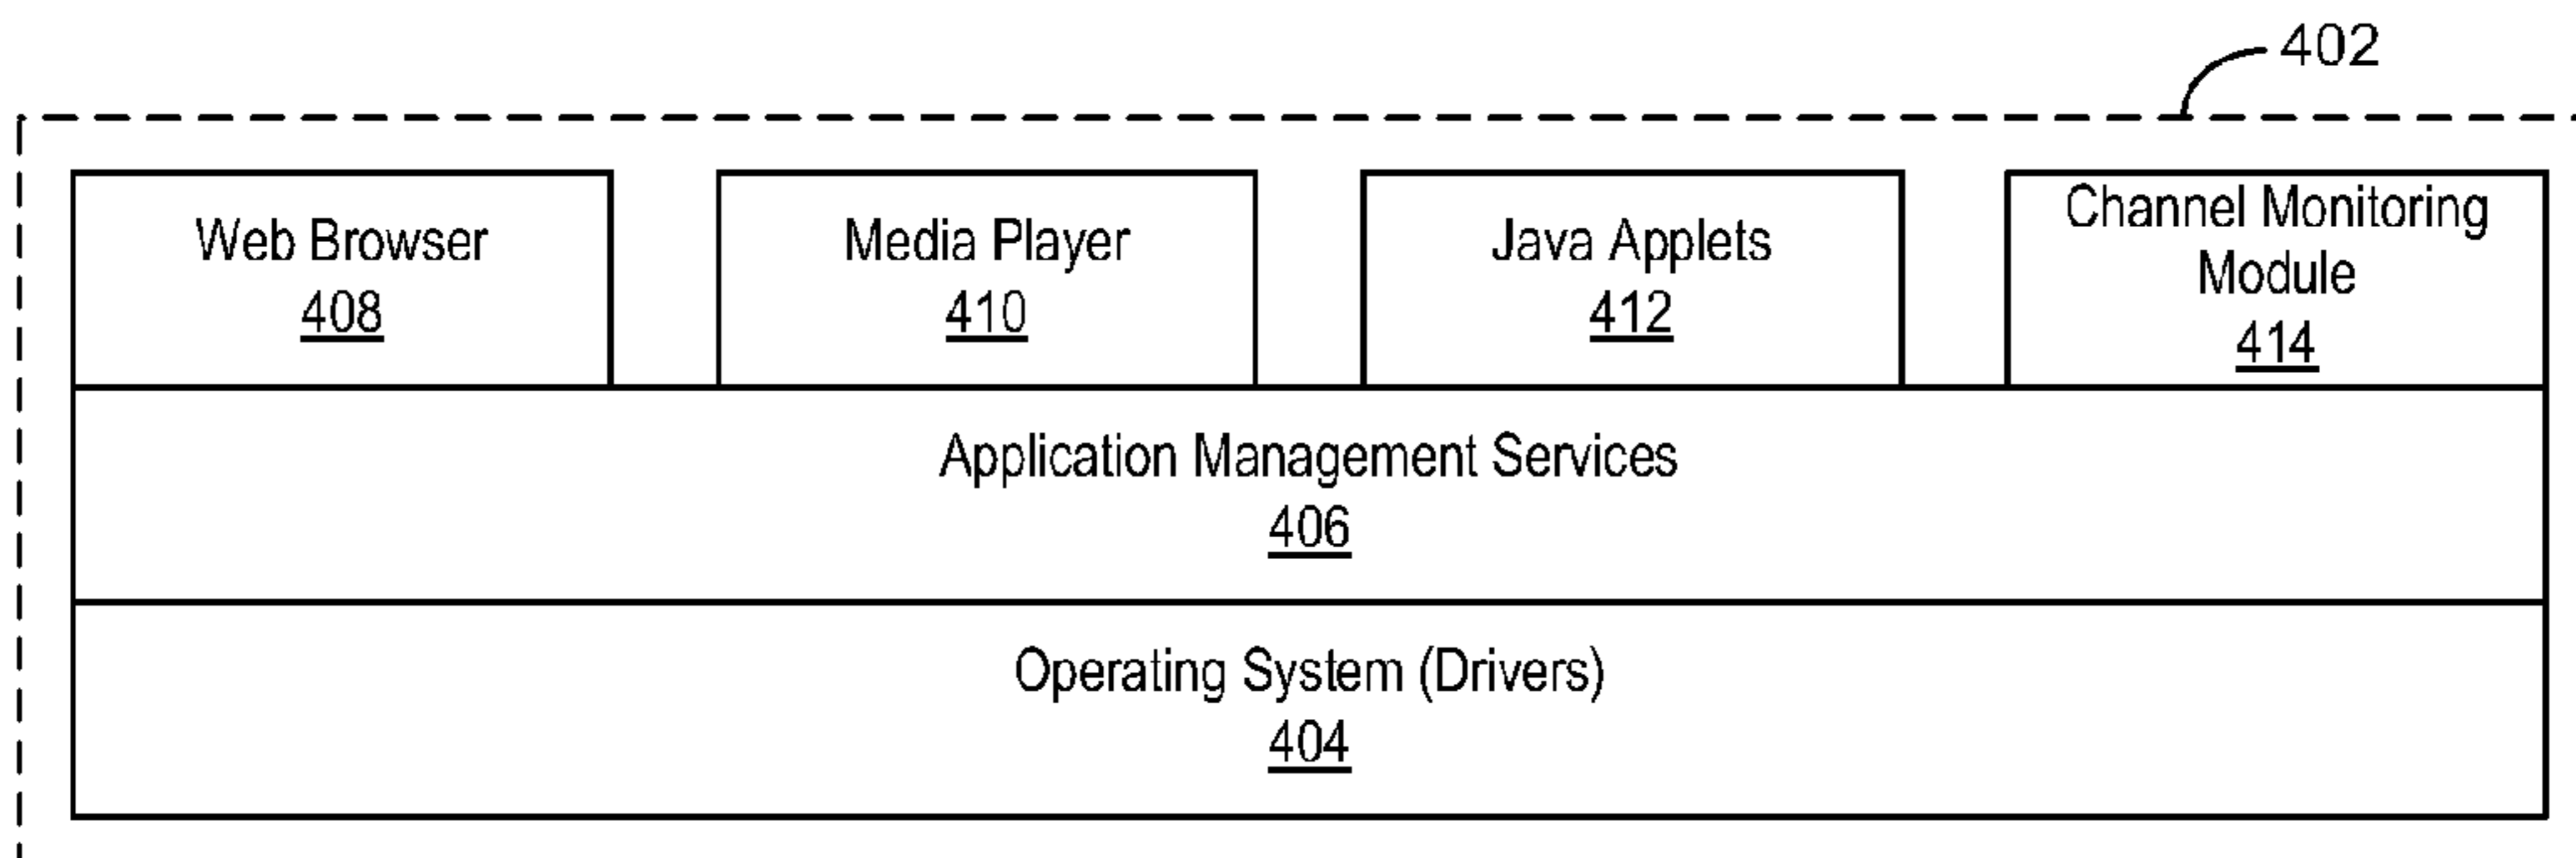 402
Web Browser
408
Media Player
410
Java Applets
412
Channel Monitoring
Module
414
Application Management Services
406
Operating System (Drivers)
404